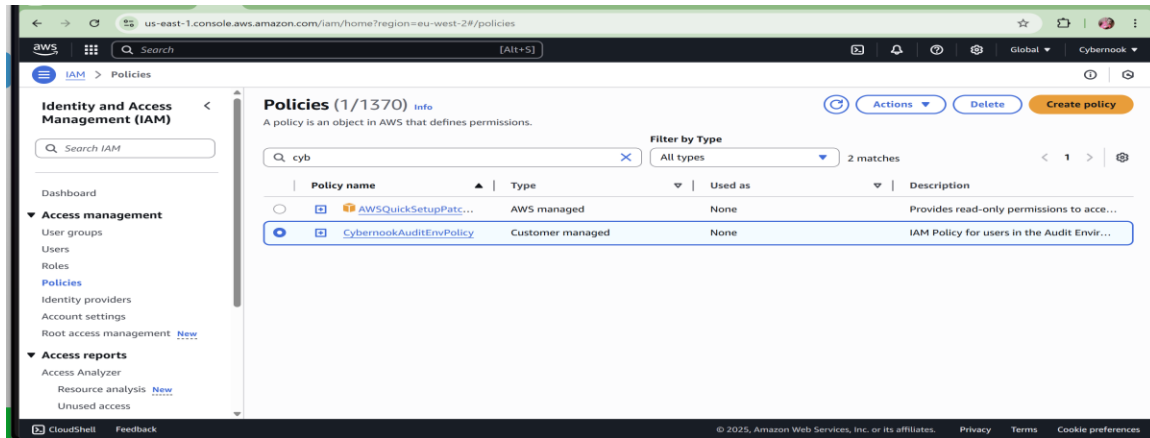 us-east-1.console.aws.amazon.com/iam/home?region=eu-west-2#/policies
aws
Search
[Alt+S]
Global
Cybernook
IAM > Policies
Identity and Access Management (IAM)
Search IAM
Dashboard
Access management
User groups
Users
Roles
Policies
Identity providers
Account settings
Root access management New
Access reports
Access Analyzer
Resource analysis New
Unused access
Policies (1/1370) Info
Actions
Delete
Create policy
A policy is an object in AWS that defines permissions.
Filter by Type
cyb
All types
2 matches
1
Policy name
Type
Used as
Description
AWSQuickSetupPatc...
AWS managed
None
Provides read-only permissions to acce...
CybernookAuditEnvPolicy
Customer managed
None
IAM Policy for users in the Audit Envir...
CloudShell
Feedback
© 2025, Amazon Web Services, Inc. or its affiliates.
Privacy
Terms
Cookie preferences